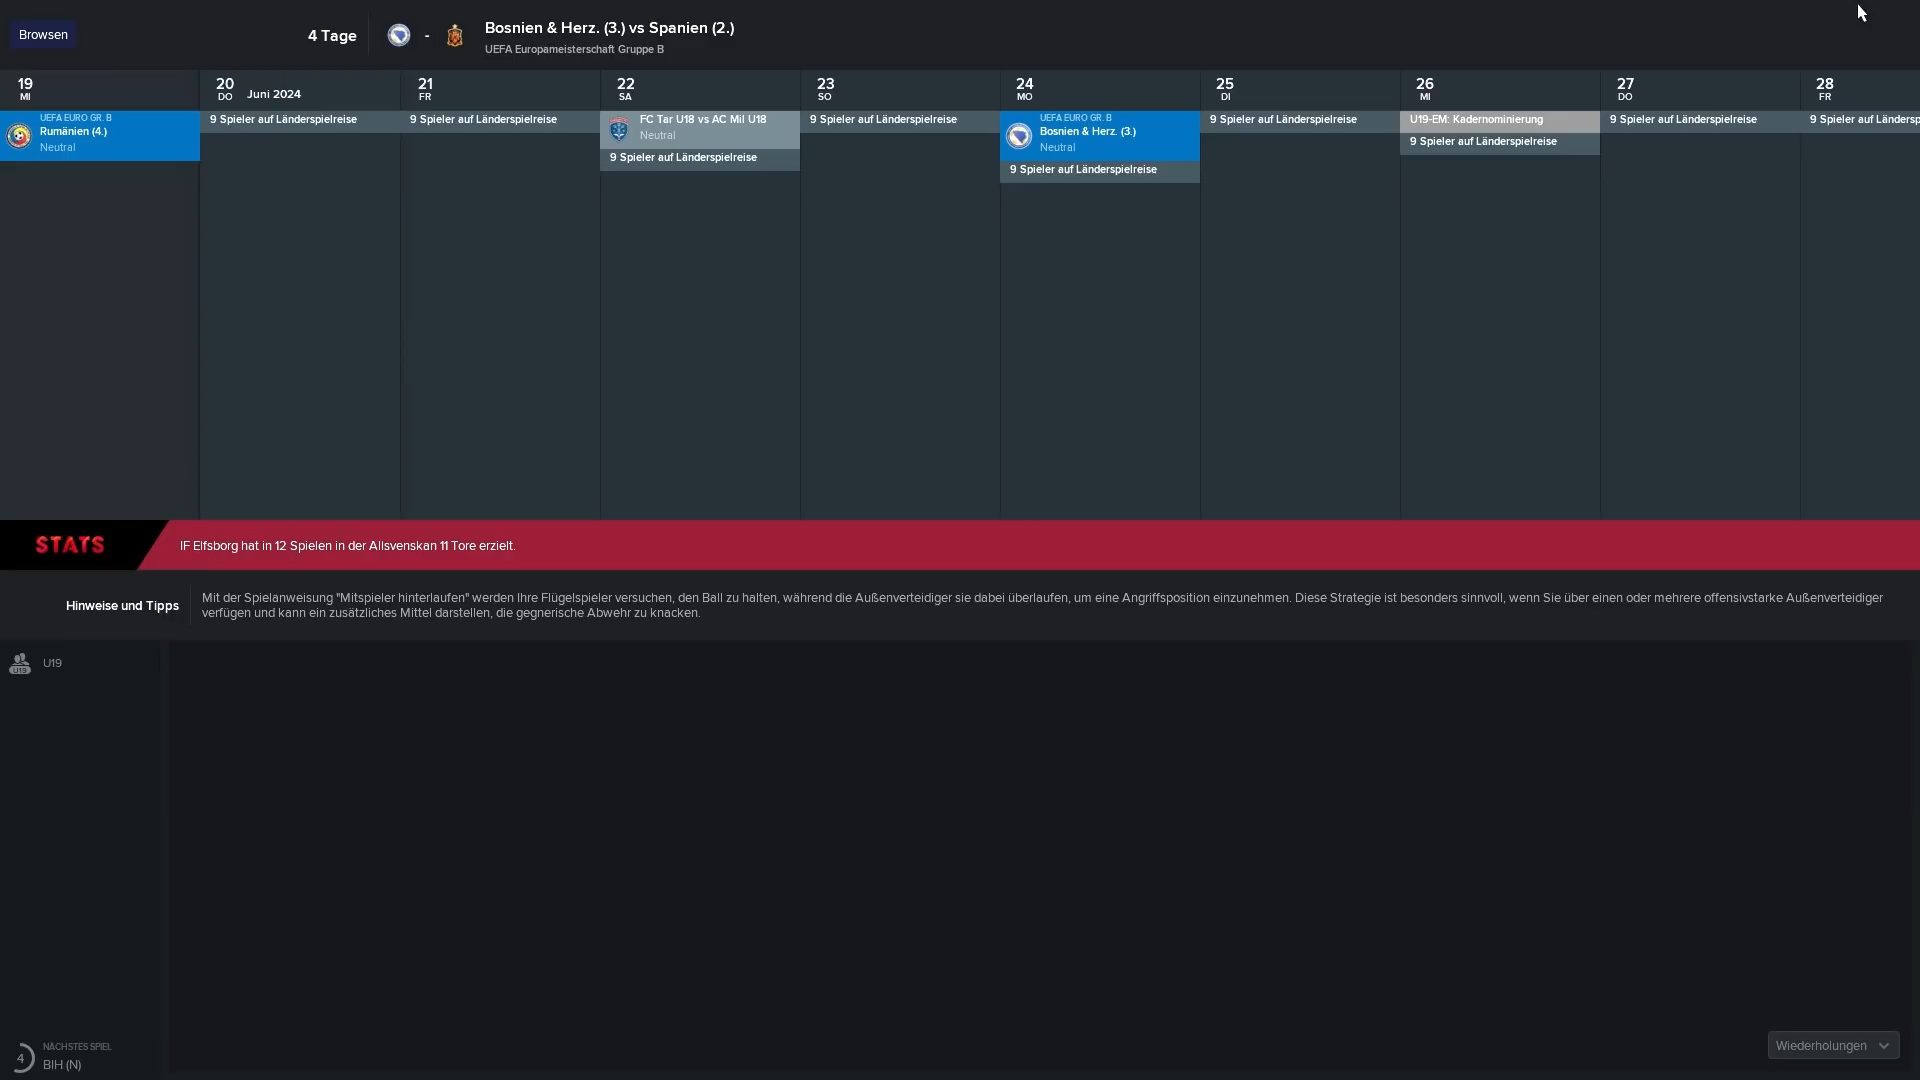 Browsen
4 Tage
-
Bosnien & Herz. (3.) vs Spanien (2.)
UEFA Europameisterschaft Gruppe B
19
MI
20
DO
Juni 2024
21
FR
22
SA
23
SO
24
MO
25
DI
26
MI
27
DO
28
FR
UEFA EURO GR. B
Rumänien (4.)
Neutral
9 Spieler auf Länderspielreise
9 Spieler auf Länderspielreise
FC Tar U18 vs AC Mil U18
Neutral
9 Spieler auf Länderspielreise
9 Spieler auf Länderspielreise
UEFA EURO GR. B
Bosnien & Herz. (3.)
Neutral
9 Spieler auf Länderspielreise
9 Spieler auf Länderspielreise
U19-EM: Kadernominierung
9 Spieler auf Länderspielreise
9 Spieler auf Länderspielreise
9 Spieler auf Ländersp
STATS
IF Elfsborg hat in 12 Spielen in der Allsvenskan 11 Tore erzielt.
Hinweise und Tipps
Mit der Spielanweisung "Mitspieler hinterlaufen" werden Ihre Flügelspieler versuchen, den Ball zu halten, während die Außenverteidiger sie dabei überlaufen, um eine Angriffsposition einzunehmen. Diese Strategie ist besonders sinnvoll, wenn Sie über einen oder mehrere offensivstarke Außenverteidiger
verfügen und kann ein zusätzliches Mittel darstellen, die gegnerische Abwehr zu knacken.
U19
U19
4
NÄCHSTES SPIEL
BIH (N)
Wiederholungen